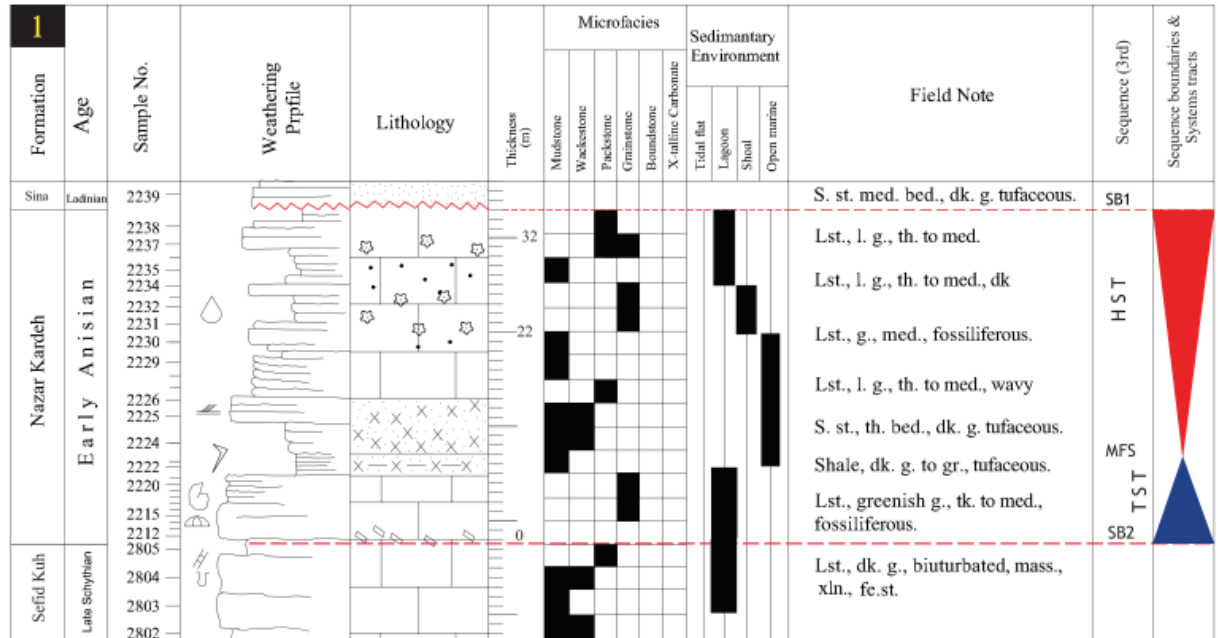 1
Formation
Age
Sample No.
Weathering
Prpfile
Lithology
Thickness
(m)
Microfacies
Mudstone
Wackestone
Packstone
Grainstone
Boundstone
X-talline Carbonate
Sedimantary
Environment
Tidal flat
Lagoon
Shoal
Open marine
Field Note
Sequence (3rd)
Sequence boundaries &
Systems tracts
Sina
Ladinian
2239
S. st. med. bed., dk. g. tufaceous.
SB1
Nazar Kardeh
Early Anisian
2238
2237
32
Lst., l. g., th. to med.
2235
2234
Lst., l. g., th. to med., dk
HST
2232
2231
22
2230
Lst., g., med., fossiliferous.
2229
2226
Lst., l. g., th. to med., wavy
2225
S. st., th. bed., dk. g. tufaceous.
2224
MFS
2222
Shale, dk. g. to gr., tufaceous.
2220
TST
Lst., greenish g., tk. to med.,
2215
fossiliferous.
2212
0
SB2
Sefid Kuh
Late Schythian
2805
Lst., dk. g., biuturbated, mass.,
2804
xln., fe.st.
2803
2802